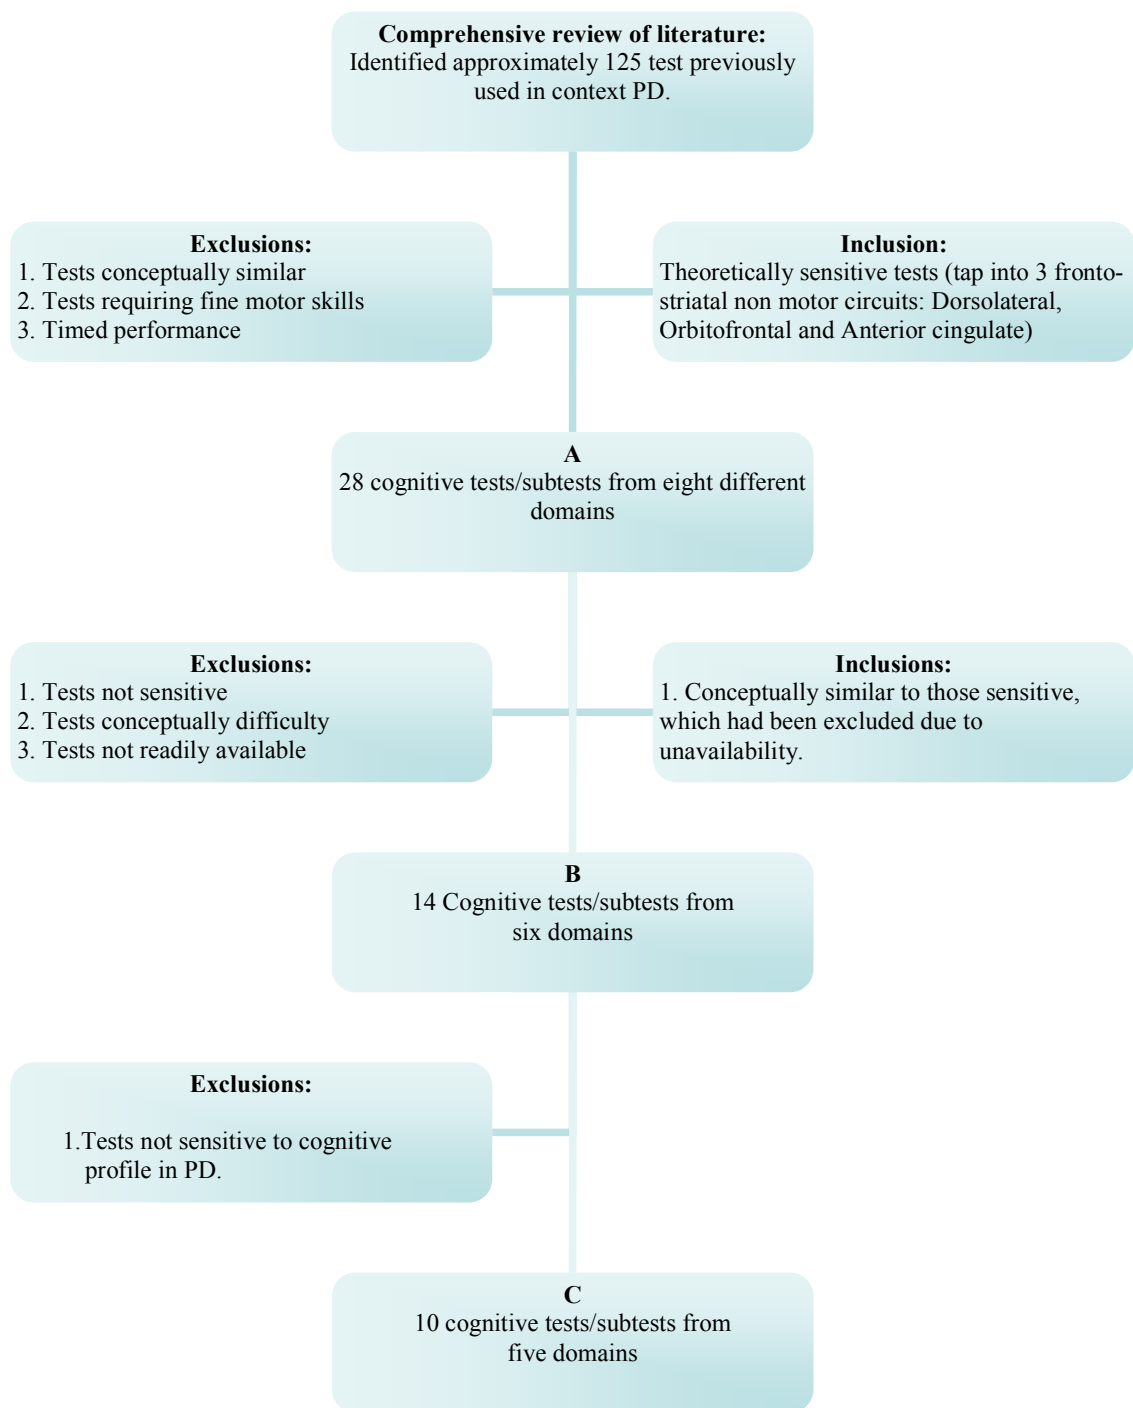 Comprehensive review of literature:
Identified approximately 125 test previously
used in context PD.
Exclusions:
1. Tests conceptually similar
2. Tests requiring fine motor skills
3. Timed performance
Inclusion:
Theoretically sensitive tests (tap into 3 fronto-
striatal non motor circuits: Dorsolateral,
Orbitofrontal and Anterior cingulate)
A
28 cognitive tests/subtests from eight different
domains
Exclusions:
1. Tests not sensitive
2. Tests conceptually difficulty
3. Tests not readily available
Inclusions:
1. Conceptually similar to those sensitive,
which had been excluded due to
unavailability.
B
14 Cognitive tests/subtests from
six domains
Exclusions:
1.Tests not sensitive to cognitive
profile in PD.
C
10 cognitive tests/subtests from
five domains